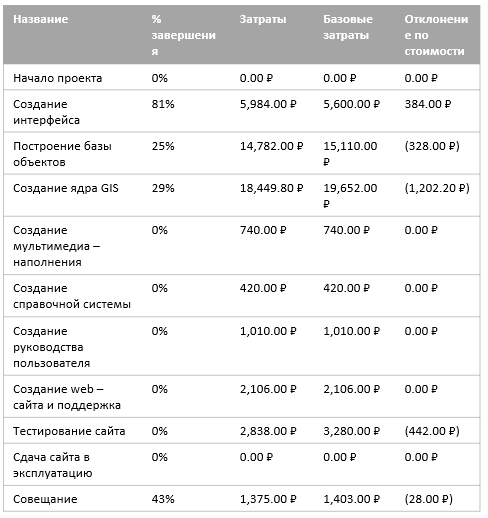 Название % Затраты Базовые Отклонени
завершени затраты е по
я стоимости
Начало проекта 0% 0.00 ₽ 0.00 ₽ 0.00 ₽
Создание 81% 5,984.00 ₽ 5,600.00 ₽ 384.00 ₽
интерфейса
Построение базы 25% 14,782.00 ₽ 15,110.00 (328.00 ₽)
объектов ₽
Создание ядра GIS 29% 18,449.80 ₽ 19,652.00 (1,202.20 ₽)
₽
Создание 0% 740.00 ₽ 740.00 ₽ 0.00 ₽
мультимедиа –
наполнения
Создание 0% 420.00 ₽ 420.00 ₽ 0.00 ₽
справочной системы
Создание 0% 1,010.00 ₽ 1,010.00 ₽ 0.00 ₽
руководства
пользователя
Создание web – 0% 2,106.00 ₽ 2,106.00 ₽ 0.00 ₽
сайта и поддержка
Тестирование сайта 0% 2,838.00 ₽ 3,280.00 ₽ (442.00 ₽)
Сдача сайта в 0% 0.00 ₽ 0.00 ₽ 0.00 ₽
эксплуатацию
Совещание 43% 1,375.00 ₽ 1,403.00 ₽ (28.00 ₽)